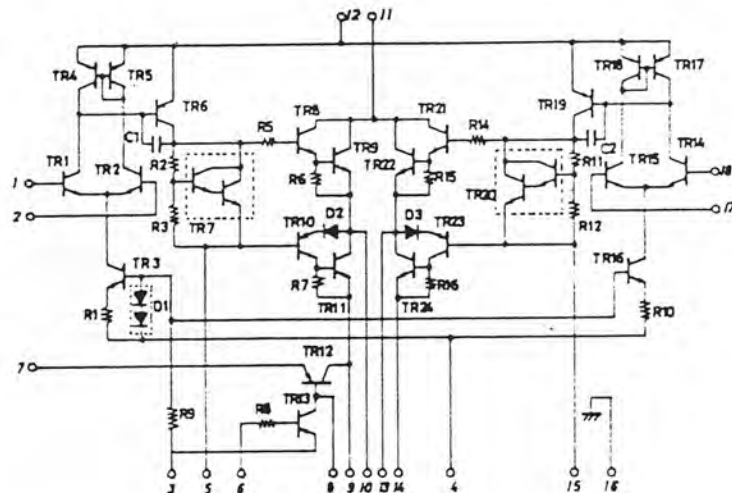 12 11
TR4 TR5 TR18 TR17
TR6 TR8 TR21 TR19
C1 R5 TR9 R14 C2
TR1 R2 TR2 R6 TR22 R15 TR20 R11 TR15 TR14
1 18
2 R3 TR7 TR10 D2 D3 TR23 R12 17
TR3 R7 R16 TR16
R1 D1 TR11 TR24 R10
7 TR12
R9 R8 TR13
3 5 6 8 9 10 13 14 4 15 16